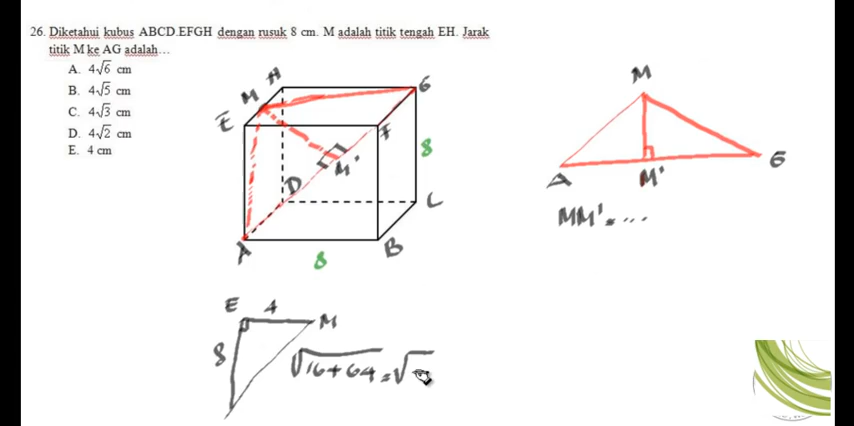 26. Diketahui kubus ABCD.EFGH dengan rusuk 8 cm. M adalah titik tengah EH. Jarak
titik M ke AG adalah...
A. 4√6 cm
B. 4√5 cm
C. 4√3 cm
D. 4√2 cm
E. 4 cm
H
M
G
E
F
8
D
M'
C
A
B
8
M
A
M'
G
MM' = ...
E 4 M
8
√16+64 = √